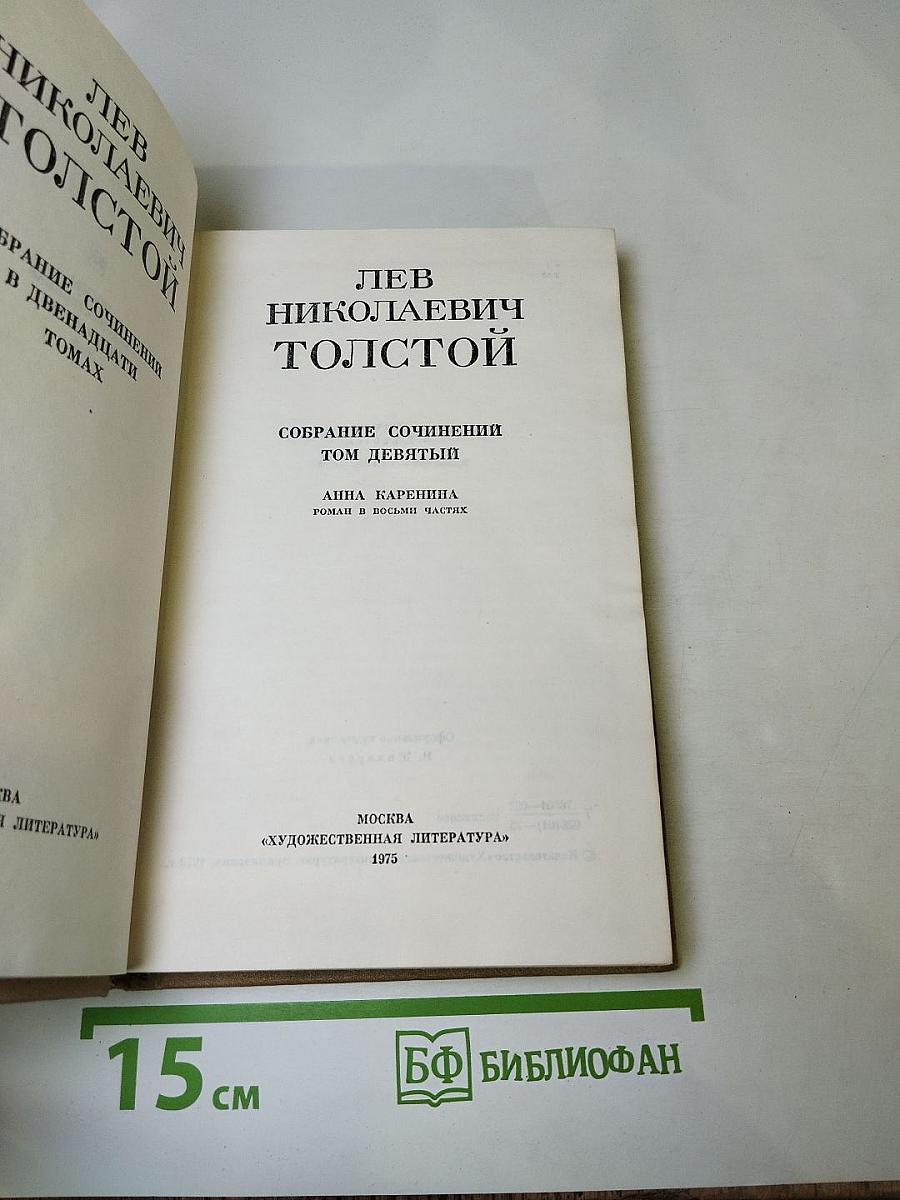 ЛЕВ
НИКОЛАЕВИЧ
ТОЛСТОЙ
СОЧИНЕНИЙ
В ДВЕНАДЦАТИ
ТОМАХ
ЛИТЕРАТУРА»
ЛЕВ
НИКОЛАЕВИЧ
ТОЛСТОЙ
СОБРАНИЕ СОЧИНЕНИЙ
ТОМ ДЕВЯТЫЙ
АННА КАРЕНИНА
РОМАН В ВОСЬМИ ЧАСТЯХ
МОСКВА
«ХУДОЖЕСТВЕННАЯ ЛИТЕРАТУРА»
1975
15 см
БФ БИБЛИОФАН